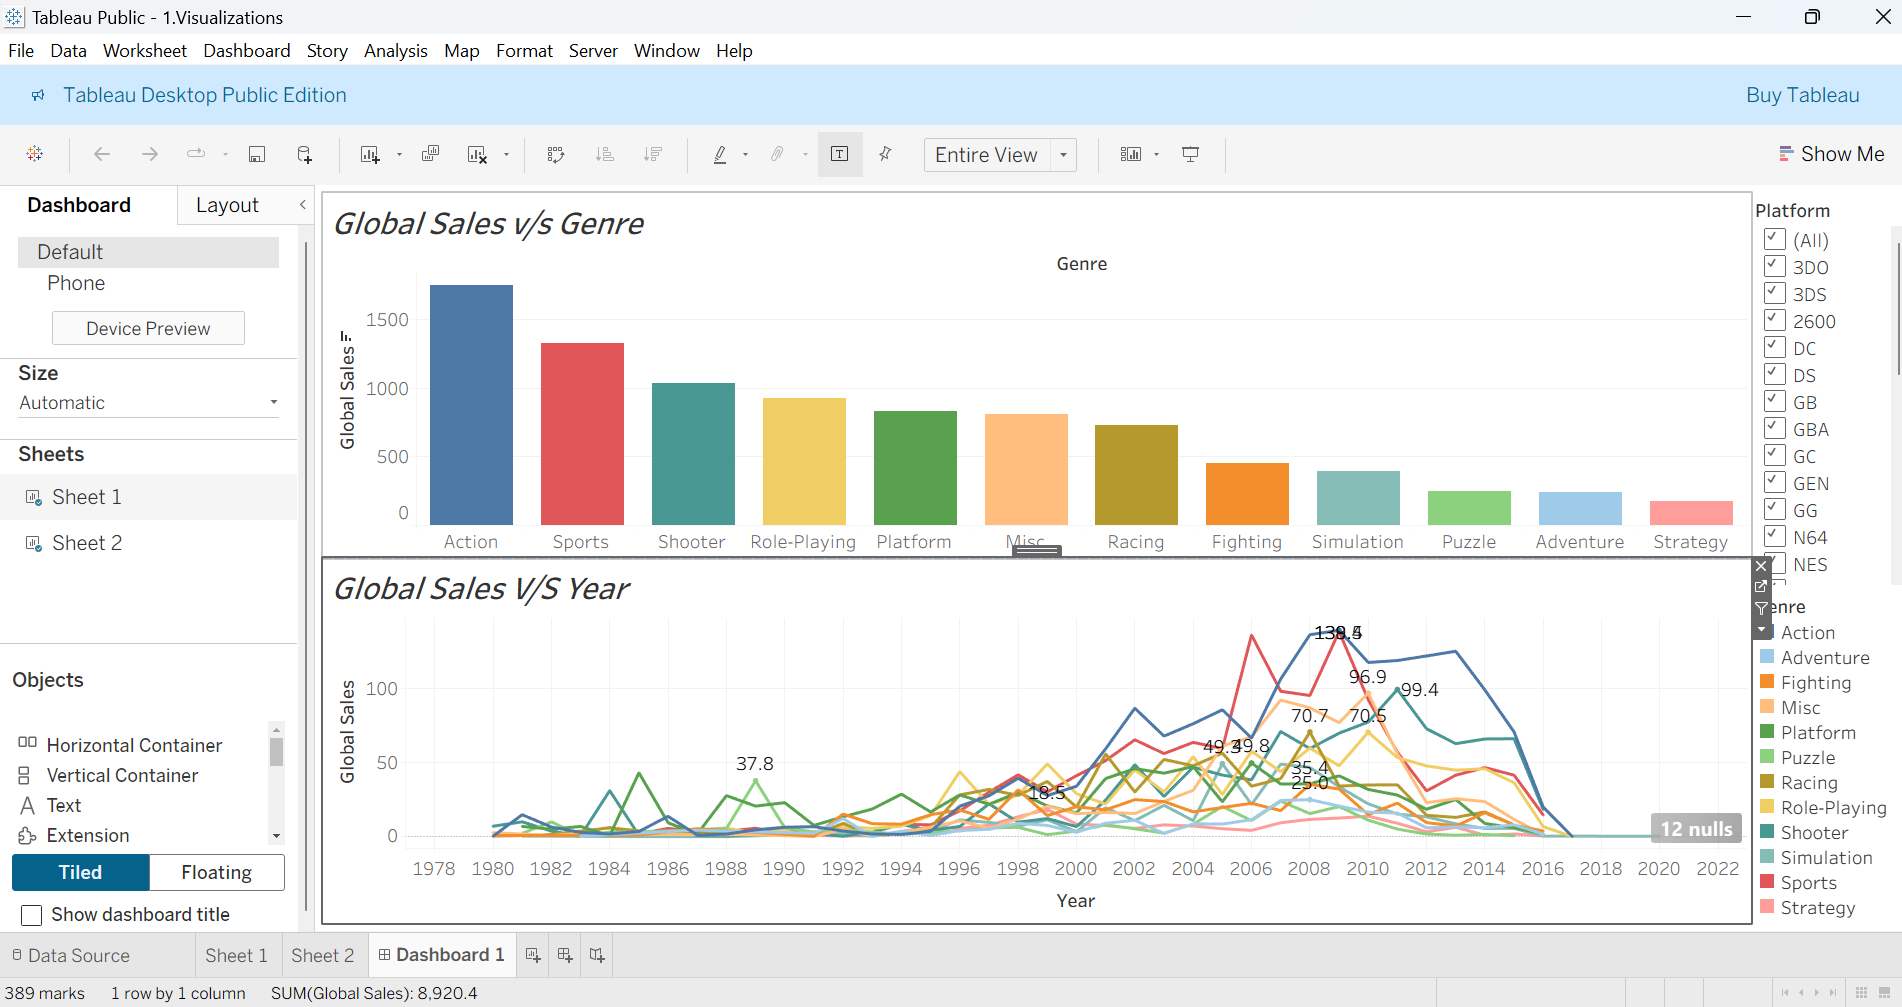 Tableau Public - 1.Visualizations
File Data Worksheet Dashboard Story Analysis Map Format Server Window Help
Tableau Desktop Public Edition
Buy Tableau
Entire View
Show Me
Dashboard
Layout
Default
Phone
Device Preview
Size
Automatic
Sheets
Sheet 1
Sheet 2
Objects
Horizontal Container
Vertical Container
Text
Extension
Tiled
Floating
Show dashboard title
Global Sales v/s Genre
Genre
Global Sales
1500
1000
500
0
Action Sports Shooter Role-Playing Platform Misc Racing Fighting Simulation Puzzle Adventure Strategy
Global Sales V/S Year
Global Sales
100
50
0
37.8
18.5
49.8
70.7
70.5
35.4
25.0
96.9
99.4
12 nulls
1978 1980 1982 1984 1986 1988 1990 1992 1994 1996 1998 2000 2002 2004 2006 2008 2010 2012 2014 2016 2018 2020 2022
Year
Platform
(All)
3DO
3DS
2600
DC
DS
GB
GBA
GC
GEN
GG
N64
NES
enre
Action
Adventure
Fighting
Misc
Platform
Puzzle
Racing
Role-Playing
Shooter
Simulation
Sports
Strategy
Data Source
Sheet 1
Sheet 2
Dashboard 1
389 marks
1 row by 1 column
SUM(Global Sales): 8,920.4